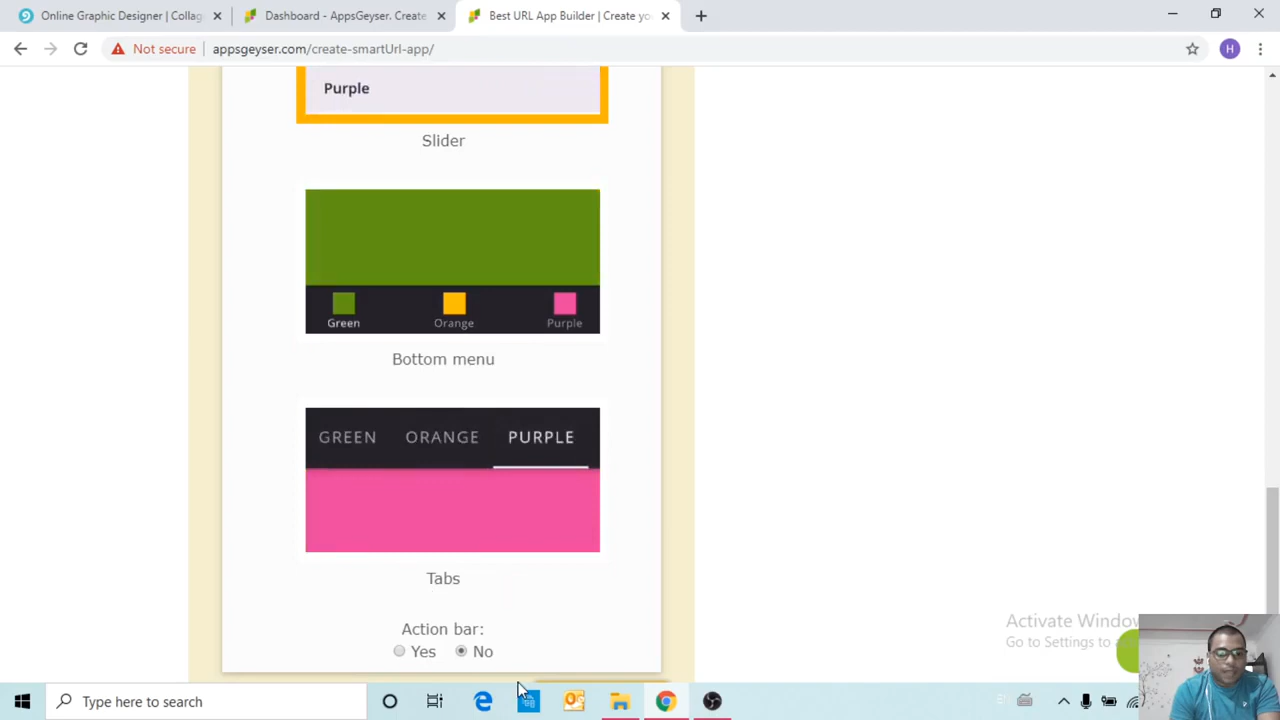 Online Graphic Designer | Collag
Dashboard - AppsGeyser. Create
Best URL App Builder | Create yo
Not secure
appsgeyser.com/create-smartUrl-app/
H
Purple
Slider
Green
Orange
Purple
Bottom menu
GREEN
ORANGE
PURPLE
Tabs
Action bar:
Yes
No
Activate Window
Go to Settings to a
Type here to search